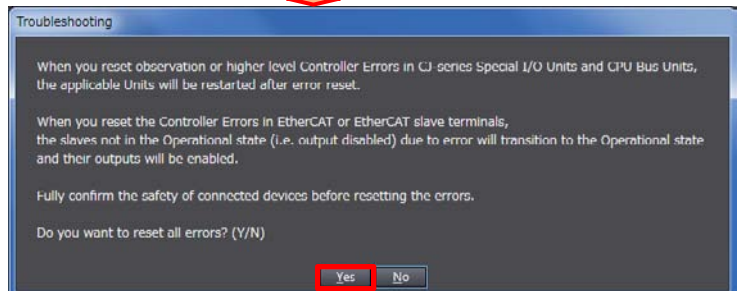 Troubleshooting
When you reset observation or higher level Controller Errors in CJ-series Special I/O Units and CPU Bus Units,
the applicable Units will be restarted after error reset.
When you reset the Controller Errors in EtherCAT or EtherCAT slave terminals,
the slaves not in the Operational state (i.e. output disabled) due to error will transition to the Operational state
and their outputs will be enabled.
Fully confirm the safety of connected devices before resetting the errors.
Do you want to reset all errors? (Y/N)
Yes No